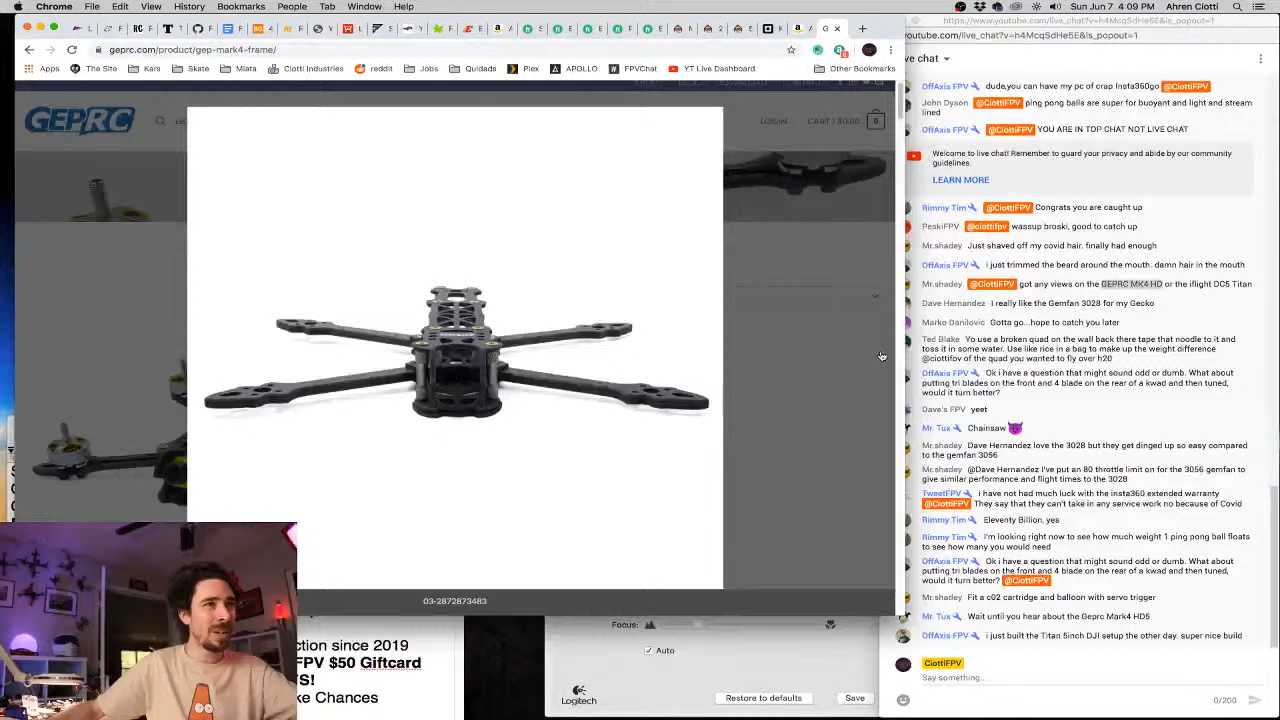 Chrome File Edit View History Bookmarks People Tab Window Help
Sun Jun 7 4:09 PM Ahren Ciotti
geprc.com/product/gep-mark4-frame/
Apps The Site Other Skate Miata Ciotti Industries reddit Jobs Quidads Plex APOLLO FPVChat YT Live Dashboard Other Bookmarks
GEPRC
LOGIN CART / $0.00 0
03-2872873483
ction since 2019
FPV $50 Giftcard
S!
ke Chances
Focus:
Auto
Logitech
Restore to defaults Save
https://www.youtube.com/live_chat?v=h4McqSdHe5E&is_popout=1
youtube.com/live_chat?v=h4McqSdHe5E&is_popout=1
ve chat
OffAxis FPV dude,you can have my pc of crap Insta360go @CiottiFPV
John Dyson @CiottiFPV ping pong balls are super for buoyant and light and stream
lined
OffAxis FPV @CiottiFPV YOU ARE IN TOP CHAT NOT LIVE CHAT
Welcome to live chat! Remember to guard your privacy and abide by our community
guidelines.
LEARN MORE
Rimmy Tim @CiottiFPV Congrats you are caught up
PeskiFPV @ciottifpv wassup broski, good to catch up
Mr.shadey Just shaved off my covid hair. finally had enough
OffAxis FPV i just trimmed the beard around the mouth. damn hair in the mouth
Mr.shadey @CiottiFPV got any views on the GEPRC MK4 HD or the iflight DC5 Titan
Dave Hernandez I really like the Gemfan 3028 for my Gecko
Marko Danilovic Gotta go...hope to catch you later
Ted Blake Yo use a broken quad on the wall back there tape that noodle to it and
toss it in some water. Use like rice in a bag to make up the weight difference
@ciottifov of the quad you wanted to fly over h20
OffAxis FPV Ok i have a question that might sound odd or dumb. What about
putting tri blades on the front and 4 blade on the rear of a kwad and then tuned,
would it turn better?
Dave's FPV yeet
Mr. Tux Chainsaw 😈
Mr.shadey Dave Hernandez love the 3028 but they get dinged up so easy compared
to the gemfan 3056
Mr.shadey @Dave Hernandez I've put an 80 throttle limit on for the 3056 gemfan to
give similar performance and flight times to the 3028
TweetFPV i have not had much luck with the insta360 extended warranty
@CiottiFPV They say that they can't take in any service work no because of Covid
Rimmy Tim Eleventy Billion, yes
Rimmy Tim I'm looking right now to see how much weight 1 ping pong ball floats
to see how many you would need
OffAxis FPV Ok i have a question that might sound odd or dumb. What about
putting tri blades on the front and 4 blade on the rear of a kwad and then tuned,
would it turn better? @CiottiFPV
Mr.shadey Fit a c02 cartridge and balloon with servo trigger
Mr. Tux Wait until you hear about the Geprc Mark4 HD5
OffAxis FPV i just built the Titan 5inch DJI setup the other day. super nice build
CiottiFPV
Say something..
0/200